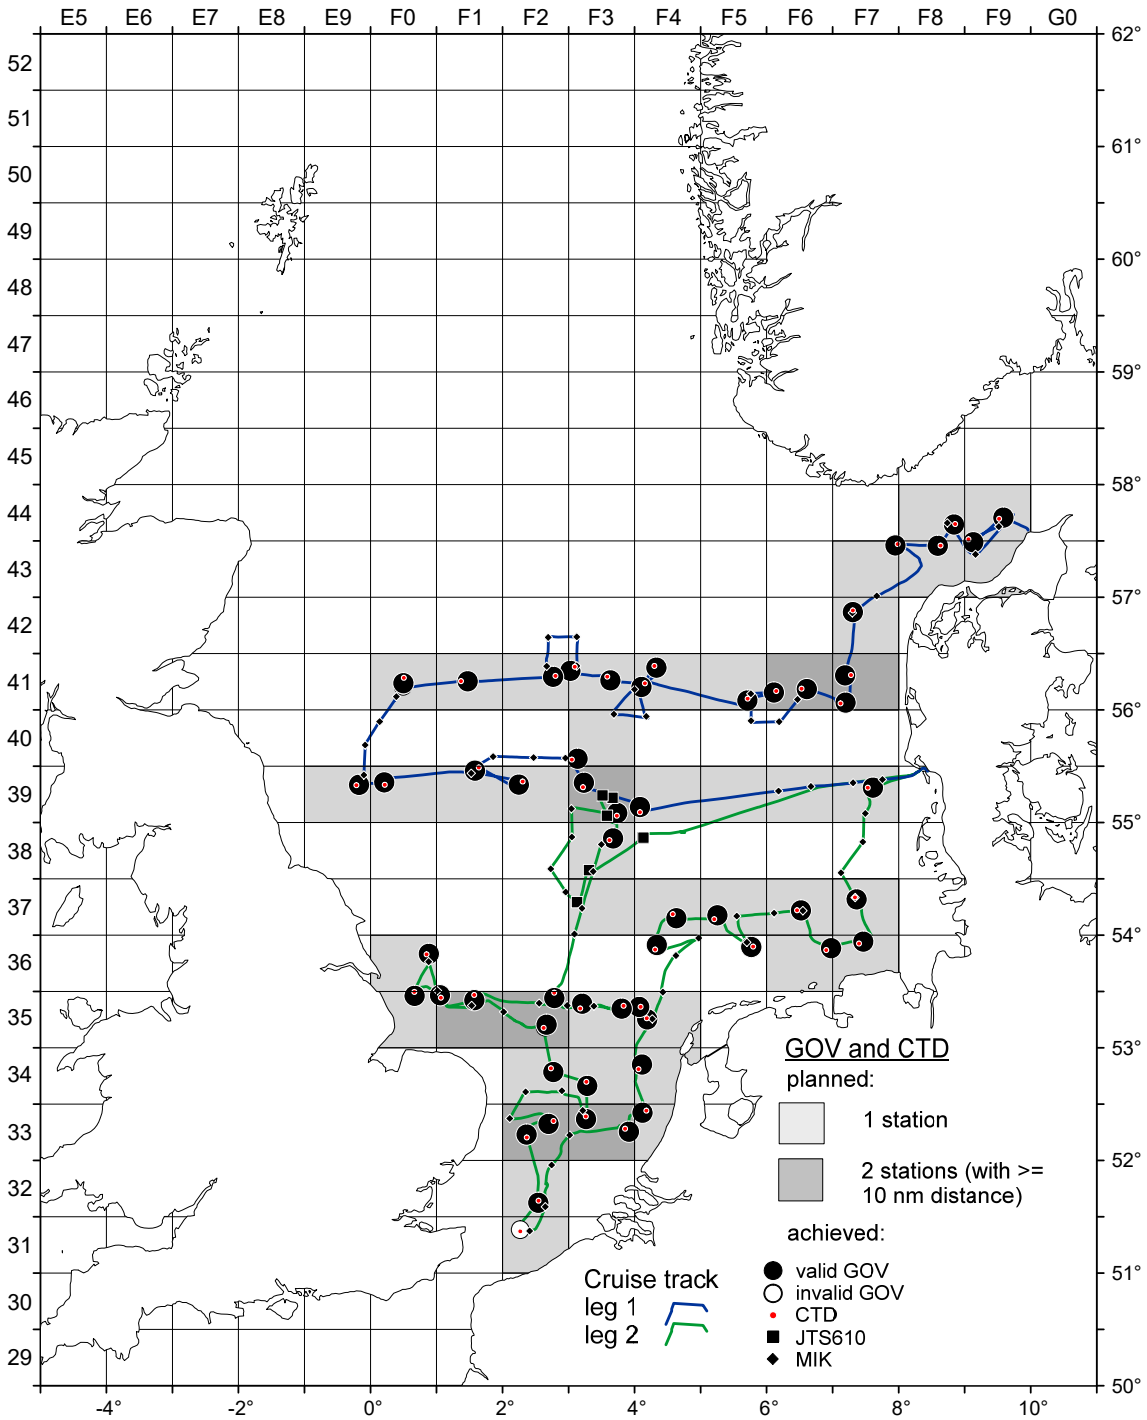 E5 E6 E7 E8 E9 F0 F1 F2 F3 F4 F5 F6 F7 F8 F9 G0
62°
52
51
61°
50
49
60°
48
47
59°
46
45
58°
44
43
57°
42
41
56°
40
39
55°
38
37
54°
36
35
53°
34
33
52°
32
31
51°
30
29
50°
GOV and CTD
planned:
1 station
2 stations (with >=
10 nm distance)
achieved:
valid GOV
invalid GOV
CTD
JTS610
MIK
Cruise track
leg 1
leg 2
-4° -2° 0° 2° 4° 6° 8° 10°